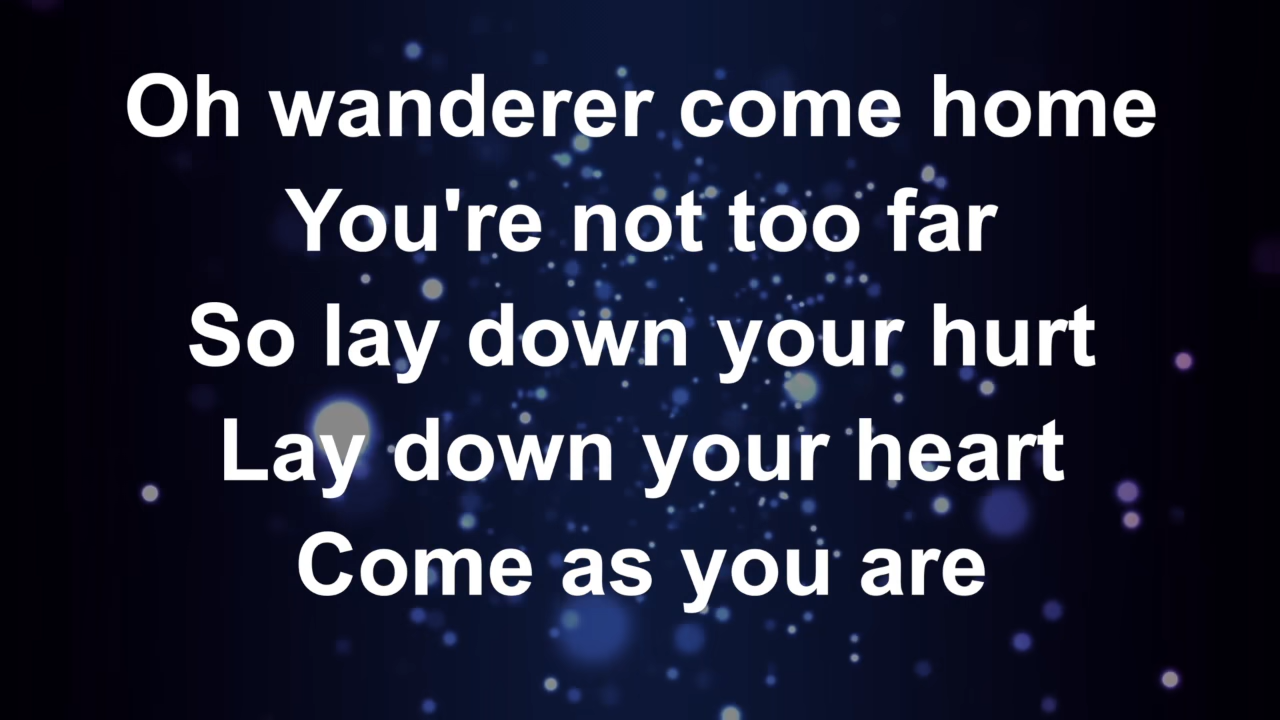 Oh wanderer come home
You're not too far
So lay down your hurt
Lay down your heart
Come as you are